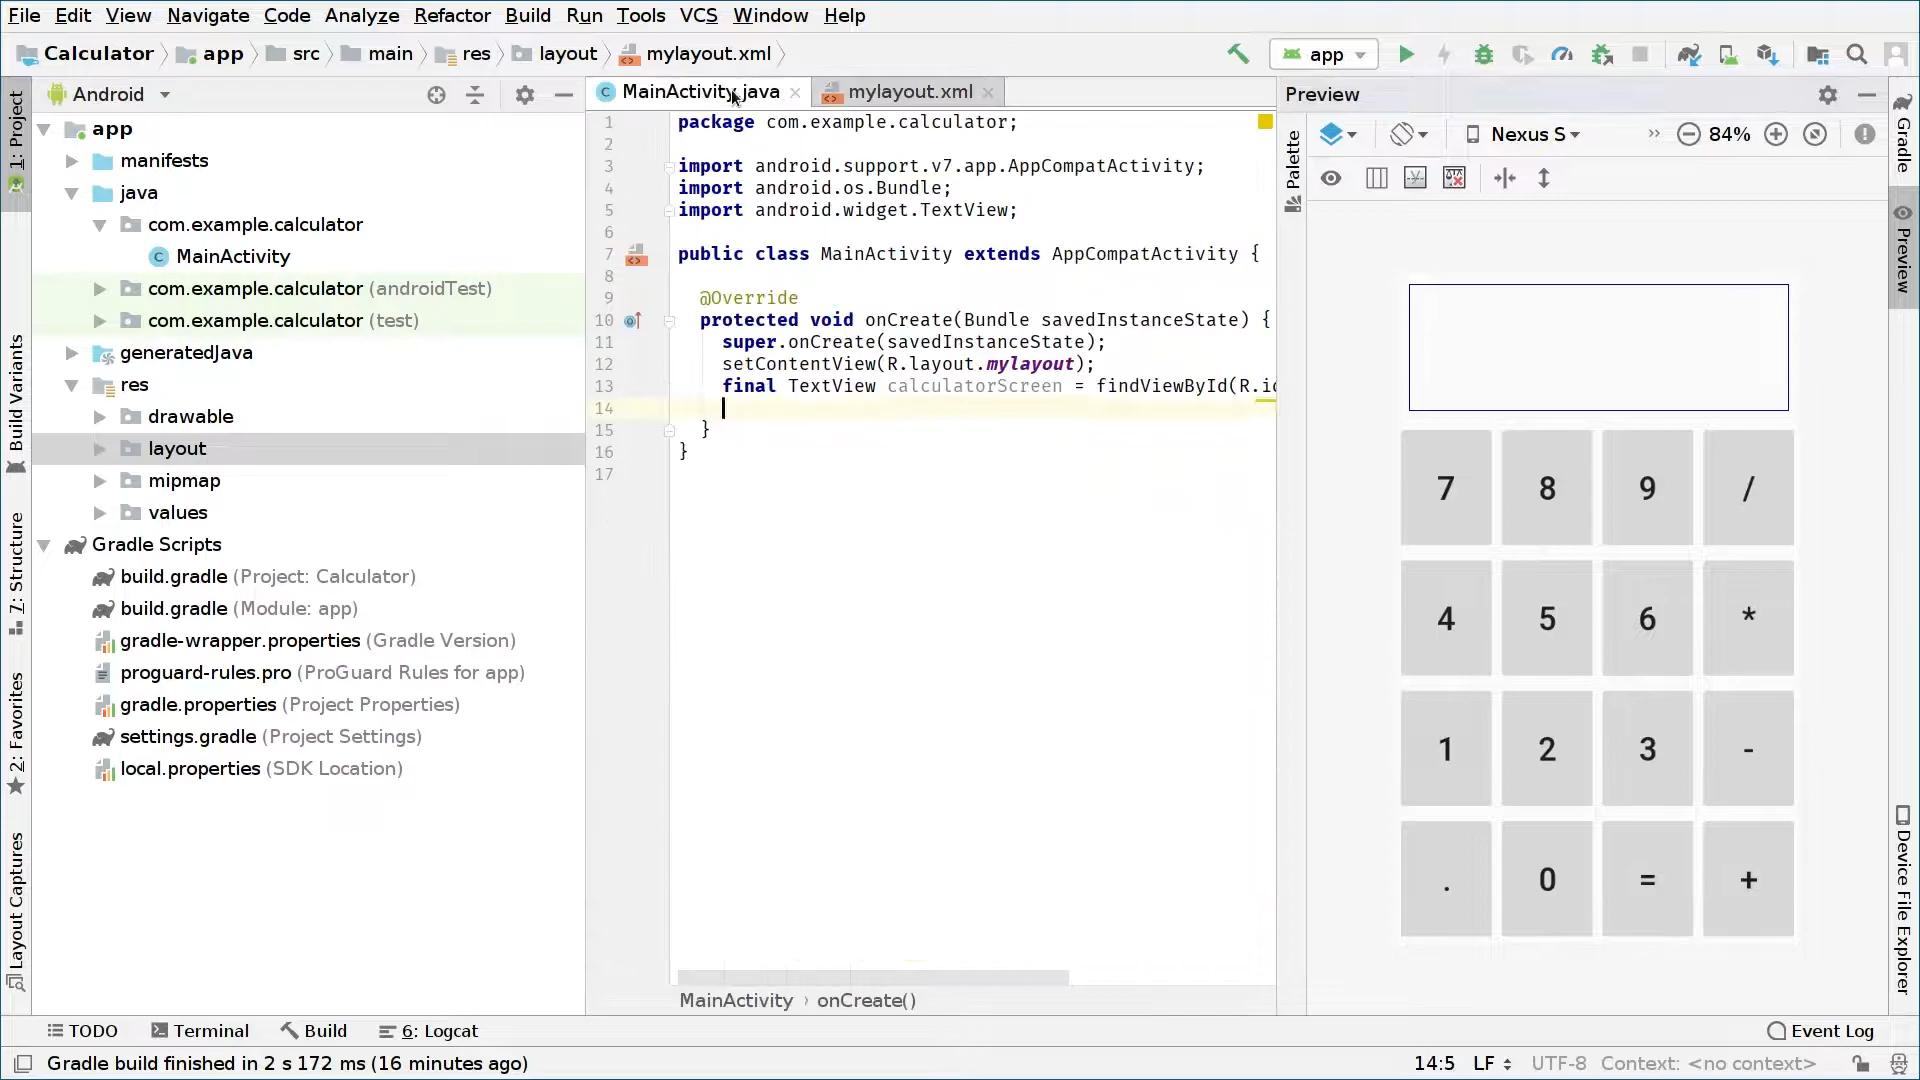 File Edit View Navigate Code Analyze Refactor Build Run Tools VCS Window Help
Calculator app src main res layout mylayout.xml app
1: Project
Build Variants
7: Structure
2: Favorites
Layout Captures
Android
app
manifests
java
com.example.calculator
MainActivity
com.example.calculator (androidTest)
com.example.calculator (test)
generatedJava
res
drawable
layout
mipmap
values
Gradle Scripts
build.gradle (Project: Calculator)
build.gradle (Module: app)
gradle-wrapper.properties (Gradle Version)
proguard-rules.pro (ProGuard Rules for app)
gradle.properties (Project Properties)
settings.gradle (Project Settings)
local.properties (SDK Location)
MainActivity.java mylayout.xml
1 package com.example.calculator;
2
3 import android.support.v7.app.AppCompatActivity;
4 import android.os.Bundle;
5 import android.widget.TextView;
6
7 public class MainActivity extends AppCompatActivity {
8
9 @Override
10 protected void onCreate(Bundle savedInstanceState) {
11 super.onCreate(savedInstanceState);
12 setContentView(R.layout.mylayout);
13 final TextView calculatorScreen = findViewById(R.id
14
15 }
16 }
17
MainActivity › onCreate()
Palette
Preview
Nexus S 84%
7 8 9 /
4 5 6 *
1 2 3 -
. 0 = +
Gradle
Preview
Device File Explorer
TODO Terminal Build 6: Logcat Event Log
Gradle build finished in 2 s 172 ms (16 minutes ago) 14:5 LF UTF-8 Context: <no context>